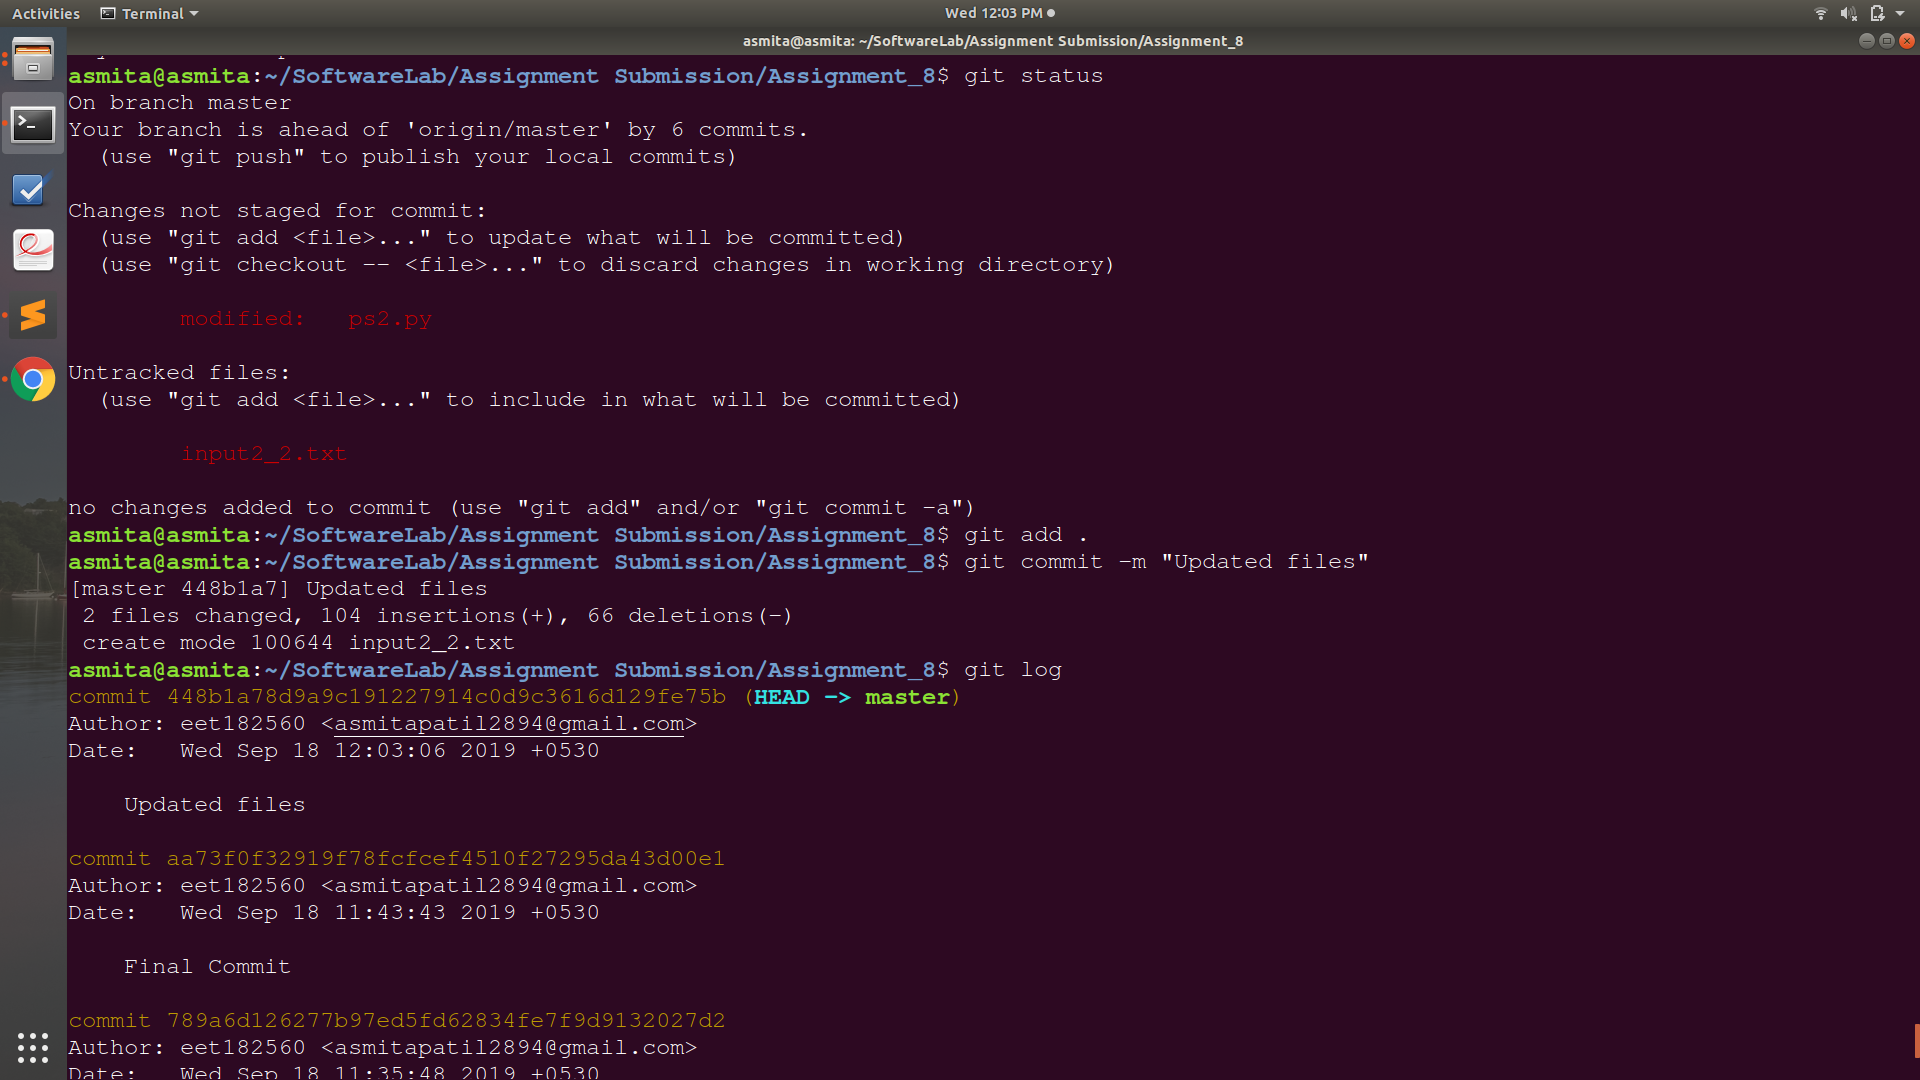 Activities Terminal Wed 12:03 PM
asmita@asmita: ~/SoftwareLab/Assignment Submission/Assignment_8
asmita@asmita:~/SoftwareLab/Assignment Submission/Assignment_8$ git status
On branch master
Your branch is ahead of 'origin/master' by 6 commits.
  (use "git push" to publish your local commits)
Changes not staged for commit:
  (use "git add <file>..." to update what will be committed)
  (use "git checkout -- <file>..." to discard changes in working directory)
        modified:   ps2.py
Untracked files:
  (use "git add <file>..." to include in what will be committed)
        input2_2.txt
no changes added to commit (use "git add" and/or "git commit -a")
asmita@asmita:~/SoftwareLab/Assignment Submission/Assignment_8$ git add .
asmita@asmita:~/SoftwareLab/Assignment Submission/Assignment_8$ git commit -m "Updated files"
[master 448b1a7] Updated files
 2 files changed, 104 insertions(+), 66 deletions(-)
 create mode 100644 input2_2.txt
asmita@asmita:~/SoftwareLab/Assignment Submission/Assignment_8$ git log
commit 448b1a78d9a9c191227914c0d9c3616d129fe75b (HEAD -> master)
Author: eet182560 <asmitapatil2894@gmail.com>
Date:   Wed Sep 18 12:03:06 2019 +0530
    Updated files
commit aa73f0f32919f78fcfcef4510f27295da43d00e1
Author: eet182560 <asmitapatil2894@gmail.com>
Date:   Wed Sep 18 11:43:43 2019 +0530
    Final Commit
commit 789a6d126277b97ed5fd62834fe7f9d9132027d2
Author: eet182560 <asmitapatil2894@gmail.com>
Date:   Wed Sep 18 11:35:48 2019 +0530